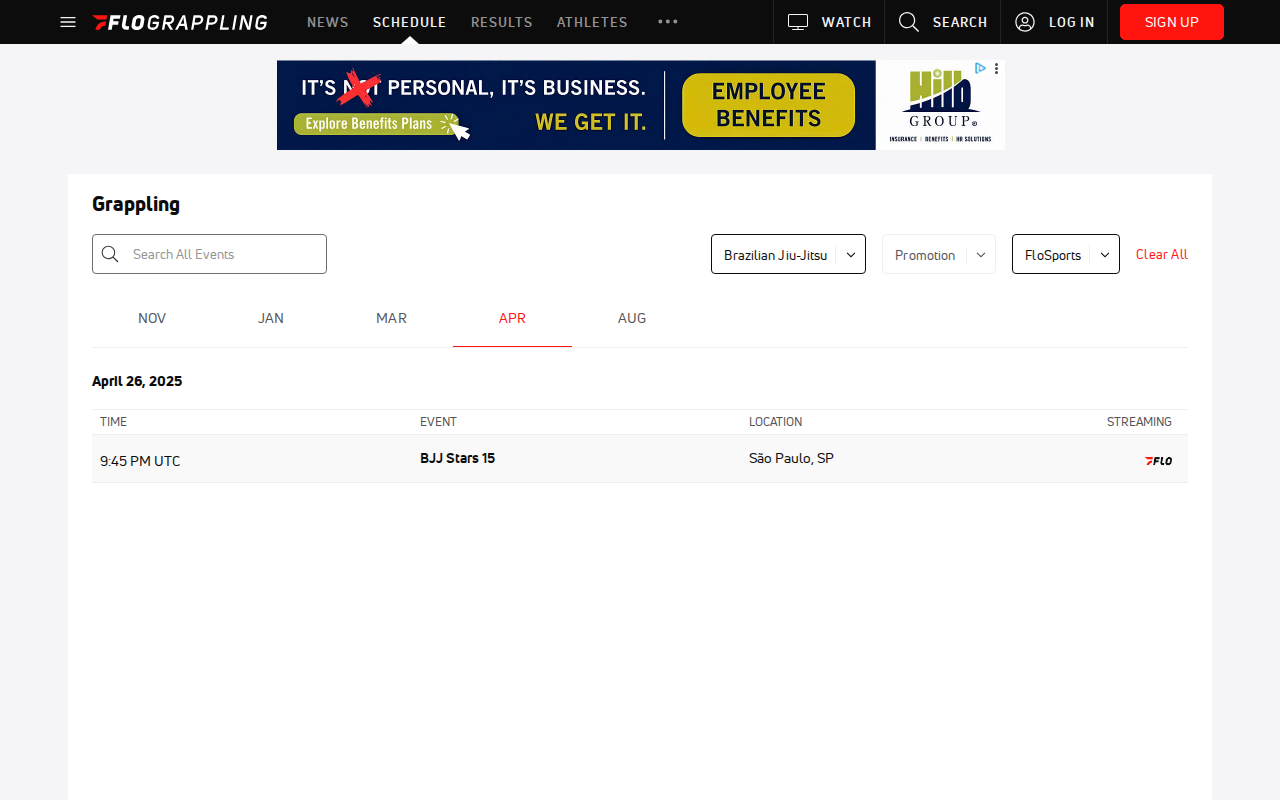 FLOGRAPPLING NEWS SCHEDULE RESULTS ATHLETES WATCH SEARCH LOG IN SIGN UP
IT'S NOT PERSONAL, IT'S BUSINESS.
Explore Benefits Plans
WE GET IT.
EMPLOYEE
BENEFITS
Hill
GROUP®
INSURANCE | BENEFITS | HR SOLUTIONS
Grappling
Search All Events
Brazilian Jiu-Jitsu Promotion FloSports Clear All
NOV JAN MAR APR AUG
April 26, 2025
TIME EVENT LOCATION STREAMING
9:45 PM UTC BJJ Stars 15 São Paulo, SP FLO